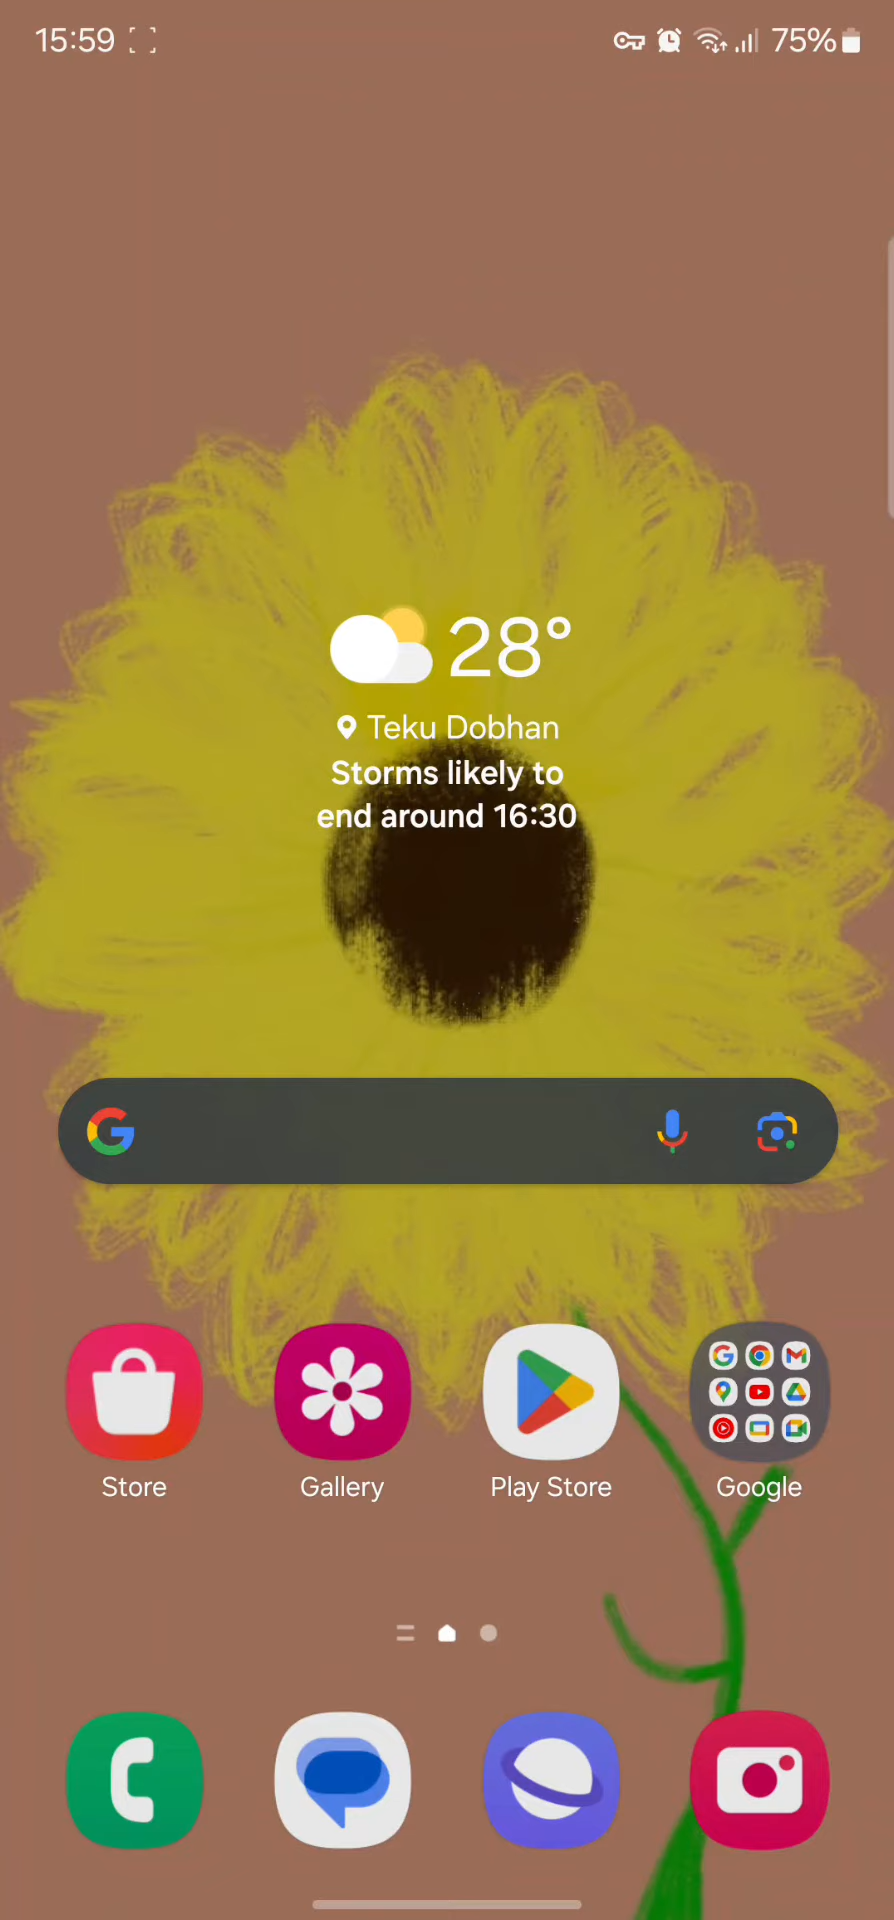 15:59
75%
28°
Teku Dobhan
Storms likely to
end around 16:30
Store
Gallery
Play Store
Google